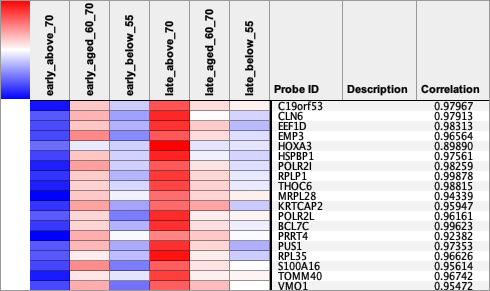 early_above_70
early_aged_60_70
early_below_55
late_above_70
late_aged_60_70
late_below_55
Probe ID Description Correlation
C19orf53 0.97967
CLN6 0.97913
EEF1D 0.98313
EMP3 0.96564
HOXA3 0.89890
HSPBP1 0.97561
POLR2I 0.98259
RPLP1 0.99878
THOC6 0.98815
MRPL28 0.94339
KRTCAP2 0.95947
POLR2L 0.96161
BCL7C 0.99623
PRRT4 0.92382
PUS1 0.97353
RPL35 0.96626
S100A16 0.95614
TOMM40 0.96742
VMO1 0.95472